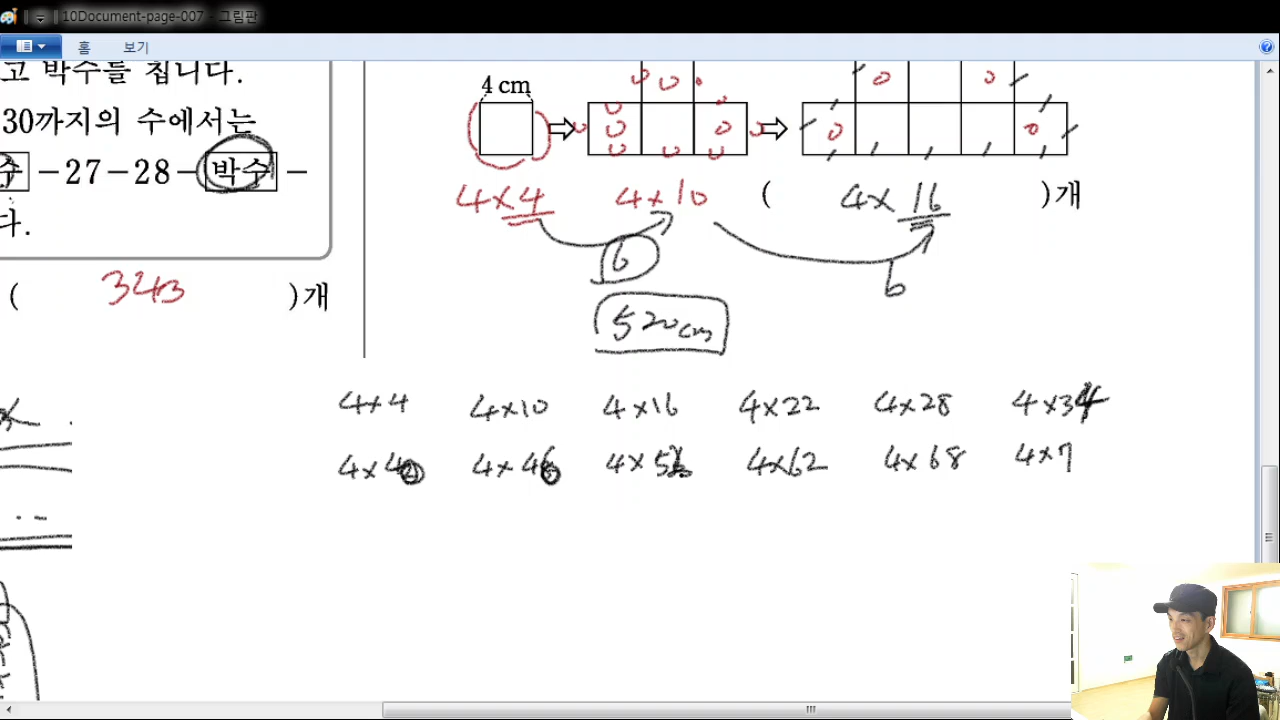 10Document-page-007 - 그림판
홈 보기
고 박수를 칩니다.
30까지의 수에서는
수 -27-28- 박수 -
다.
( 343 )개
4 cm
4×4 4×10 ( 4×16 )개
6 6
520cm
4×4 4×10 4×16 4×22 4×28 4×34
4×40 4×46 4×62 4×68 4×7